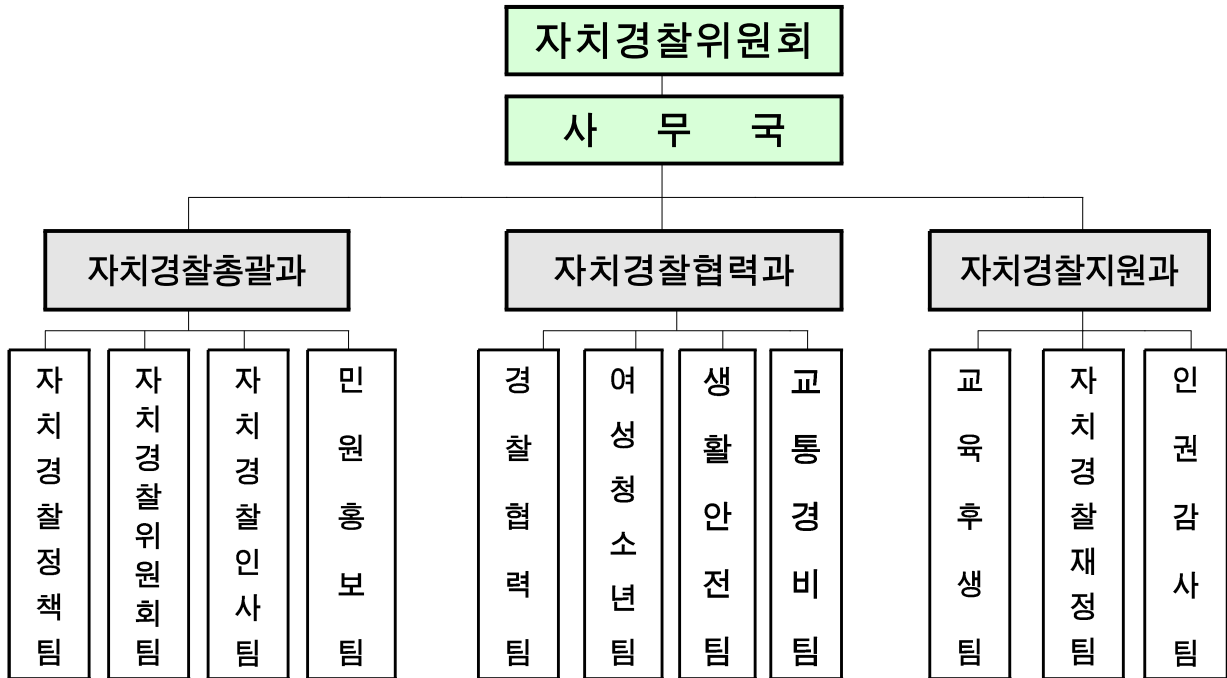 자치경찰위원회
사 무 국
자치경찰총괄과
자치경찰협력과
자치경찰지원과
자치경찰정책팀
자치경찰위원회팀
자치경찰인사팀
민원홍보팀
경찰협력팀
여성청소년팀
생활안전팀
교통경비팀
교육후생팀
자치경찰재정팀
인권감사팀